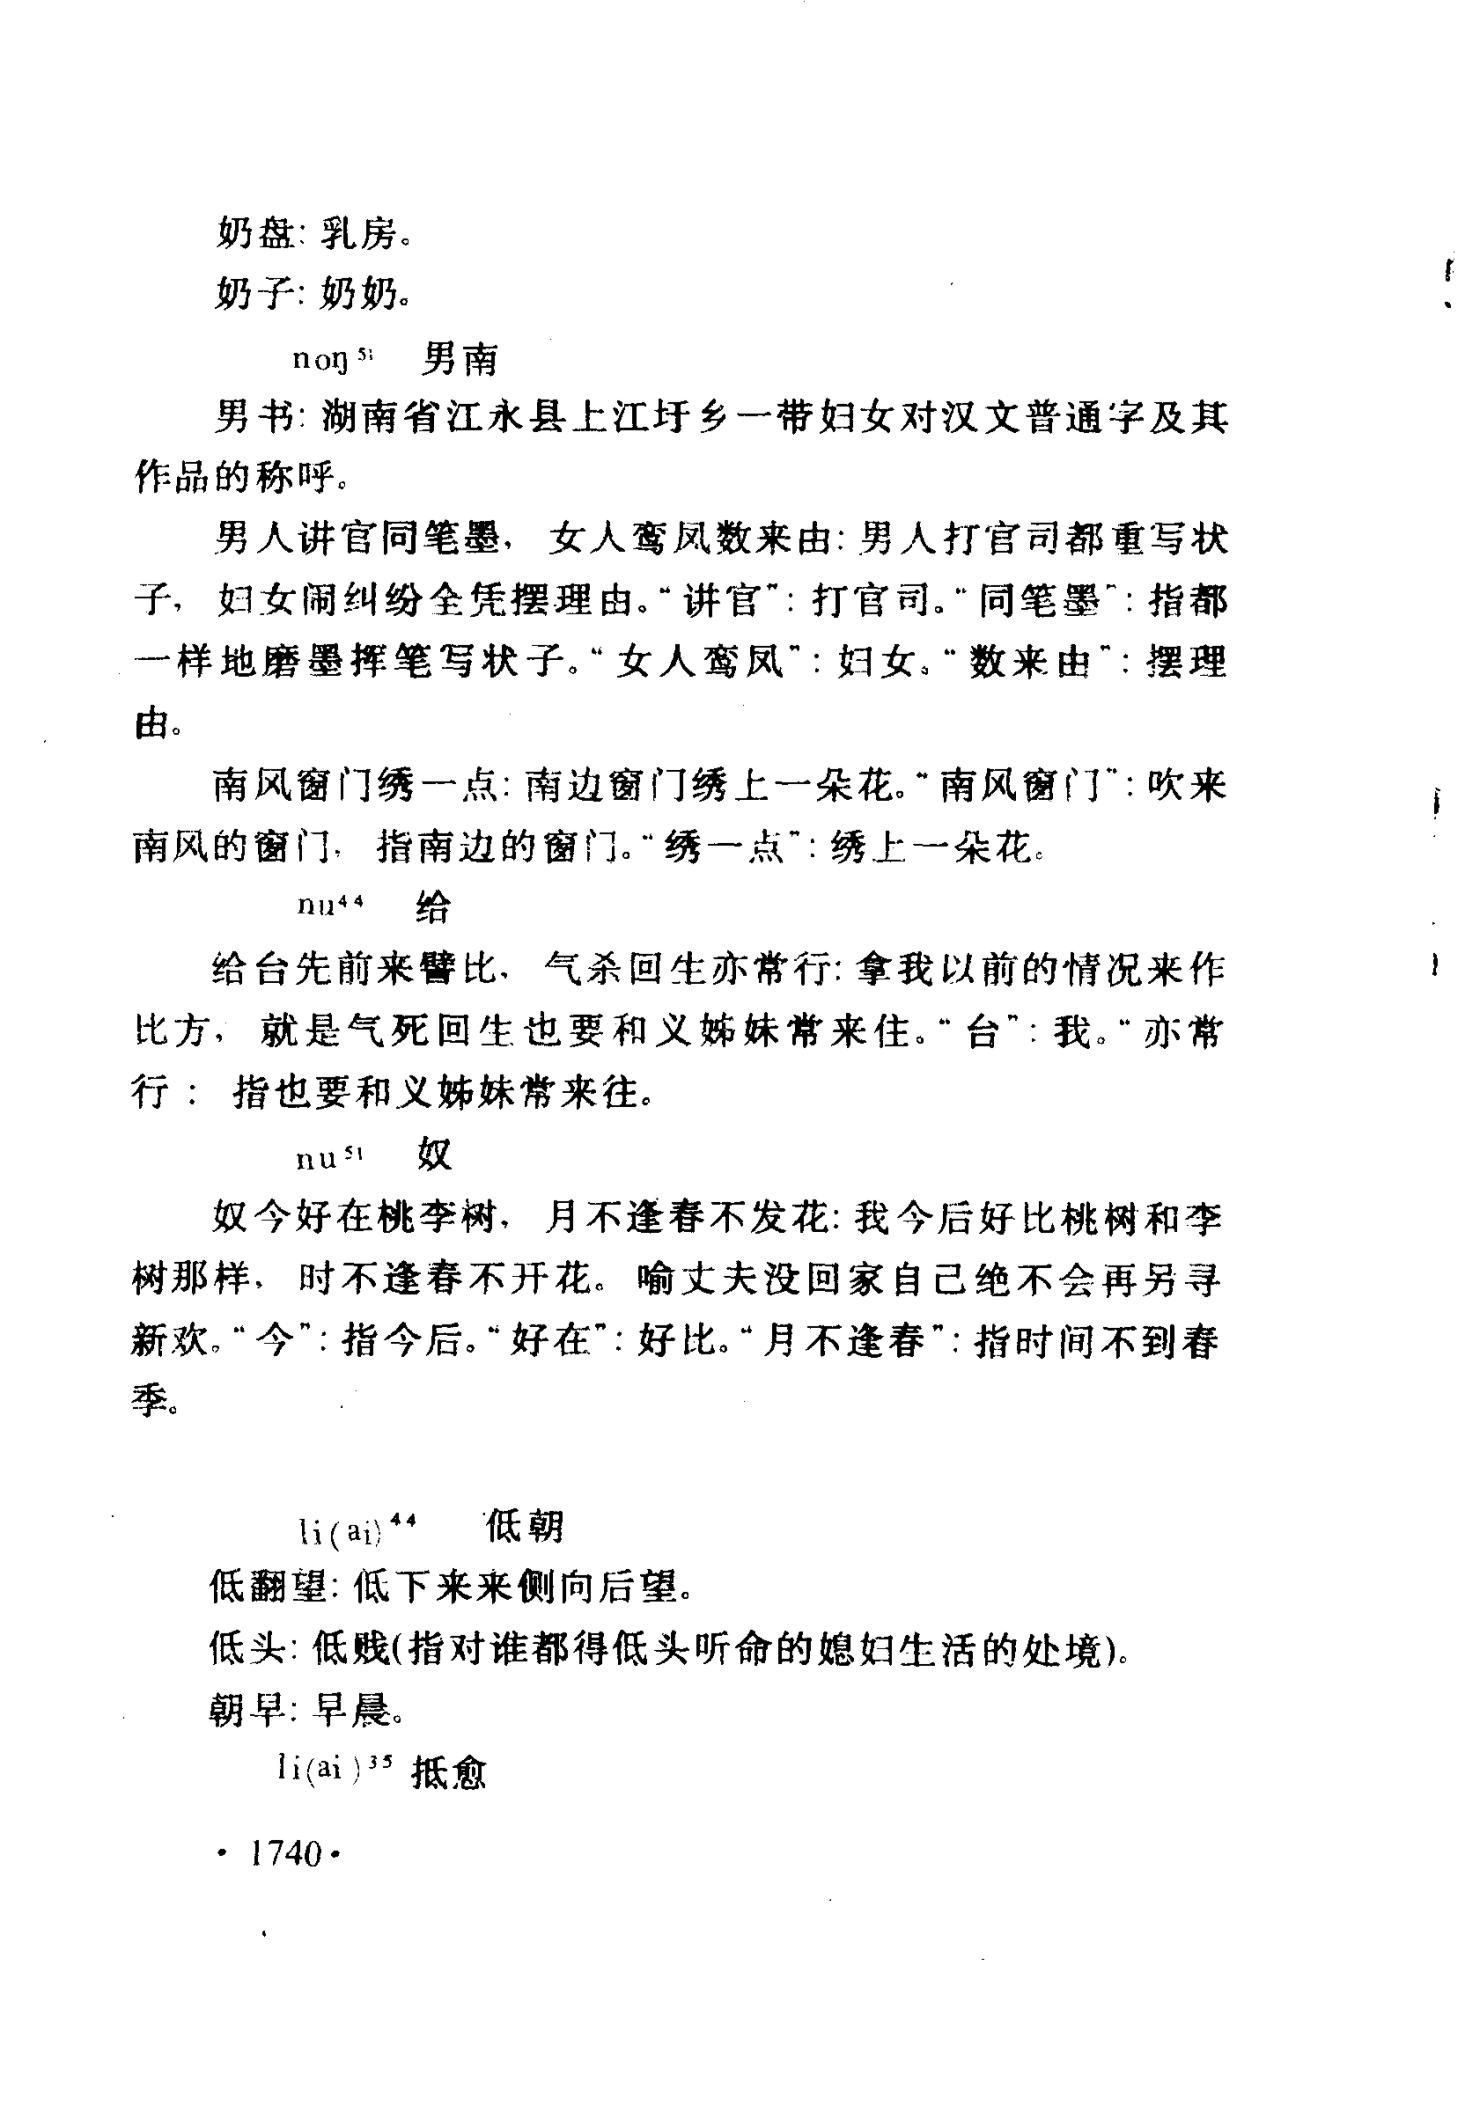 奶盘：乳房。
奶子：奶奶。
noŋ⁵¹ 男南
男书：湖南省江永县上江圩乡一带妇女对汉文普通字及其
作品的称呼。
男人讲官同笔墨，女人鸾凤数来由：男人打官司都重写状
子，妇女闹纠纷全凭摆理由。“讲官”：打官司。“同笔墨”：指都
一样地磨墨挥笔写状子。“女人鸾凤”：妇女。“数来由”：摆理
由。
南风窗门绣一点：南边窗门绣上一朵花。“南风窗门”：吹来
南风的窗门，指南边的窗门。“绣一点”：绣上一朵花。
nu⁴⁴ 给
给台先前来譬比，气杀回生亦常行：拿我以前的情况来作
比方，就是气死回生也要和义姊妹常来住。“台”：我。“亦常
行：指也要和义姊妹常来往。
nu⁵¹ 奴
奴今好在桃李树，月不逢春不发花：我今后好比桃树和李
树那样，时不逢春不开花。喻丈夫没回家自己绝不会再另寻
新欢。“今”：指今后。“好在”：好比。“月不逢春”：指时间不到春
季。
li(ai)⁴⁴ 低朝
低翻望：低下来来侧向后望。
低头：低贱(指对谁都得低头听命的媳妇生活的处境)。
朝早：早晨。
li(ai)³⁵ 抵愈
·1740·